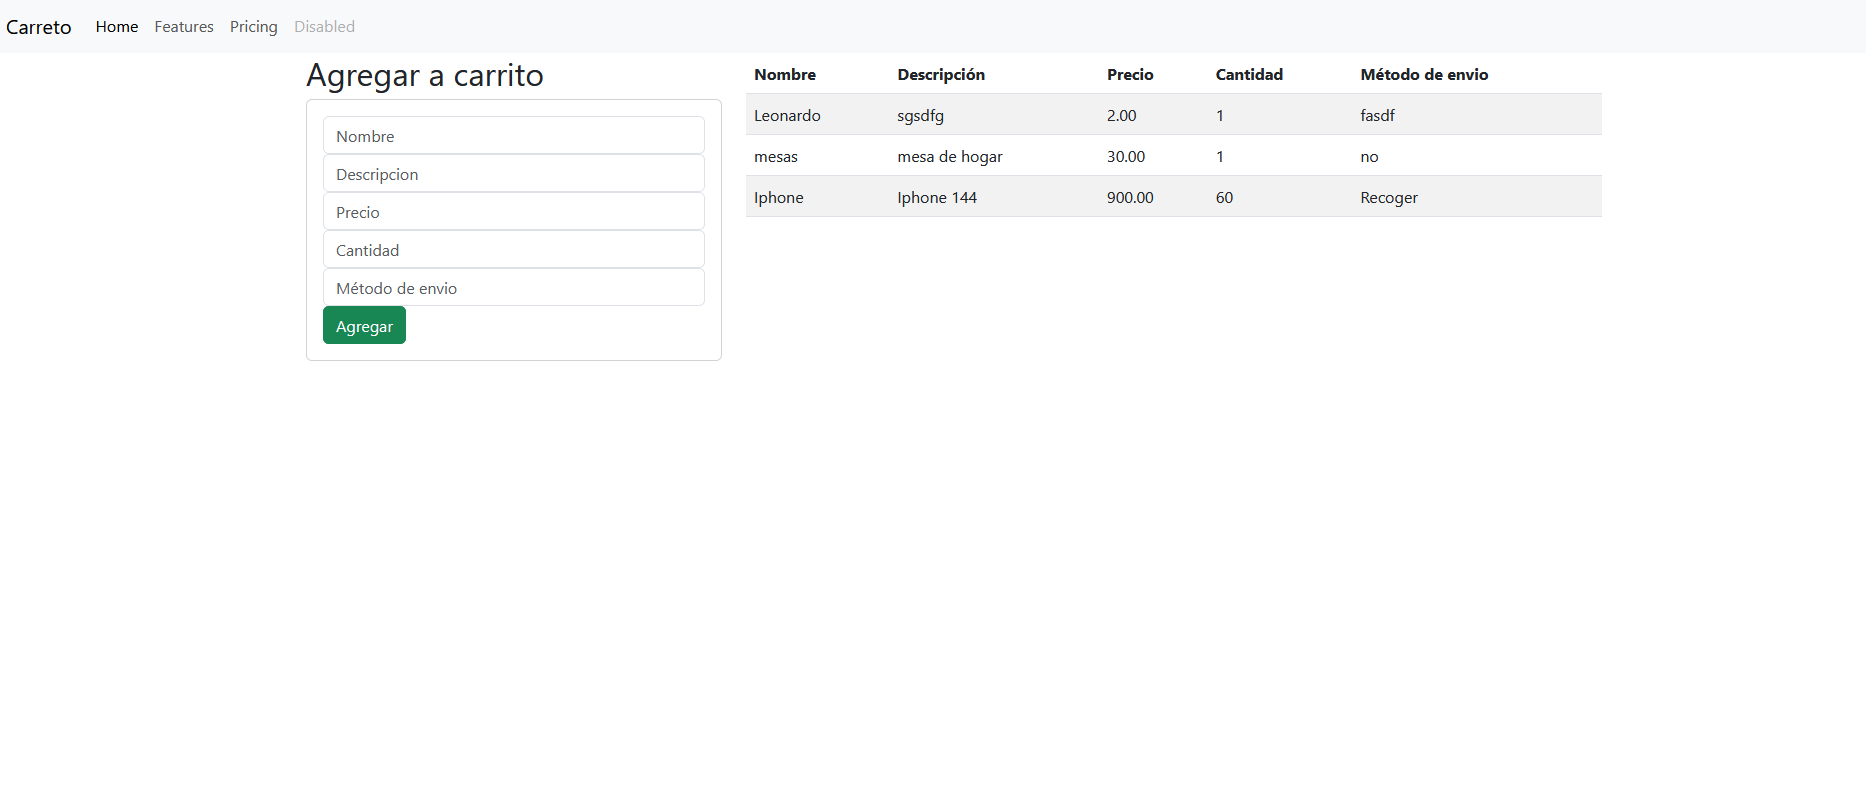 Carreto Home Features Pricing Disabled
Agregar a carrito
Nombre
Descripcion
Precio
Cantidad
Método de envio
Agregar
Nombre Descripción Precio Cantidad Método de envio
Leonardo sgsdfg 2.00 1 fasdf
mesas mesa de hogar 30.00 1 no
Iphone Iphone 144 900.00 60 Recoger